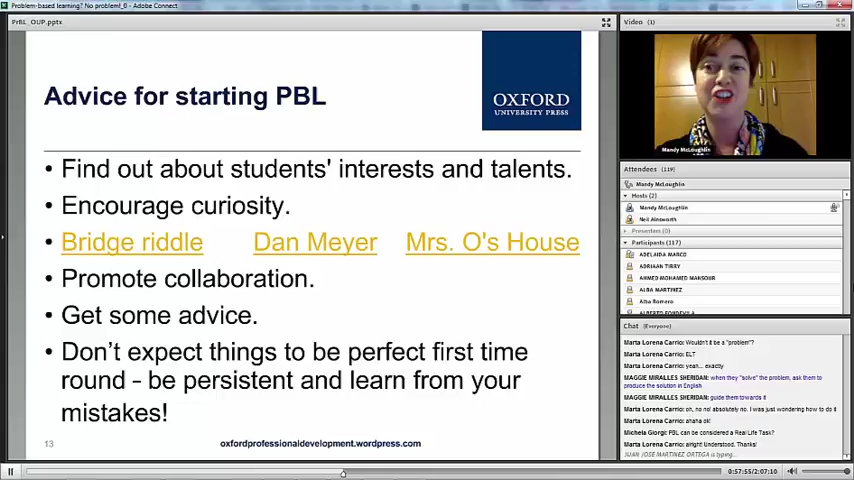 Problem-based learning? No problem!_0 - Adobe Connect
PrBL_OUP.pptx
Advice for starting PBL
OXFORD
UNIVERSITY PRESS
• Find out about students' interests and talents.
• Encourage curiosity.
• Bridge riddle Dan Meyer Mrs. O's House
• Promote collaboration.
• Get some advice.
• Don't expect things to be perfect first time
round - be persistent and learn from your
mistakes!
13
oxfordprofessionaldevelopment.wordpress.com
Video (1)
Mandy McLoughlin
Attendees (119)
Mandy McLoughlin
Hosts (2)
Mandy McLoughlin
Neil Ainsworth
Presenters (0)
Participants (117)
ADELAIDA MARCO
ADRIAAN TIRRY
AHMED MOHAMED MANSOUR
ALBA MARTINEZ
Alba Romero
ALBERTO FONDEVILA
Chat (Everyone)
Marta Lorena Carrio: Wouldn't it be a "problem"?
Marta Lorena Carrio: ELT
Marta Lorena Carrio: yeah... exactly
MAGGIE MIRALLES SHERIDAN: when they "solve" the problem, ask them to
produce the solution in English
MAGGIE MIRALLES SHERIDAN: guide them towards it
Marta Lorena Carrio: oh, no no! absolutely no. I was just wondering how to do it
Marta Lorena Carrio: ahaha ok!
Michela Giorgi: PBL can be considered a Real Life Task?
Marta Lorena Carrio: alright! Understood. Thanks!
JUAN JOSE MARTINEZ ORTEGA is typing...
0:57:55/2:07:10